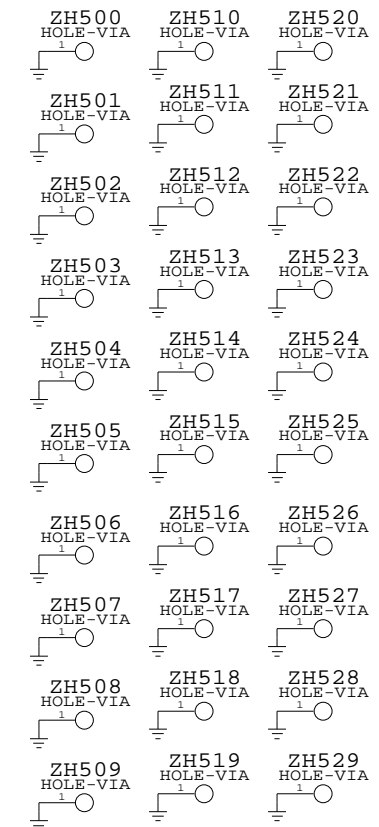 ZH500
HOLE-VIA
1
ZH510
HOLE-VIA
1
ZH520
HOLE-VIA
1
ZH501
HOLE-VIA
1
ZH511
HOLE-VIA
1
ZH521
HOLE-VIA
1
ZH502
HOLE-VIA
1
ZH512
HOLE-VIA
1
ZH522
HOLE-VIA
1
ZH503
HOLE-VIA
1
ZH513
HOLE-VIA
1
ZH523
HOLE-VIA
1
ZH504
HOLE-VIA
1
ZH514
HOLE-VIA
1
ZH524
HOLE-VIA
1
ZH505
HOLE-VIA
1
ZH515
HOLE-VIA
1
ZH525
HOLE-VIA
1
ZH506
HOLE-VIA
1
ZH516
HOLE-VIA
1
ZH526
HOLE-VIA
1
ZH507
HOLE-VIA
1
ZH517
HOLE-VIA
1
ZH527
HOLE-VIA
1
ZH508
HOLE-VIA
1
ZH518
HOLE-VIA
1
ZH528
HOLE-VIA
1
ZH509
HOLE-VIA
1
ZH519
HOLE-VIA
1
ZH529
HOLE-VIA
1